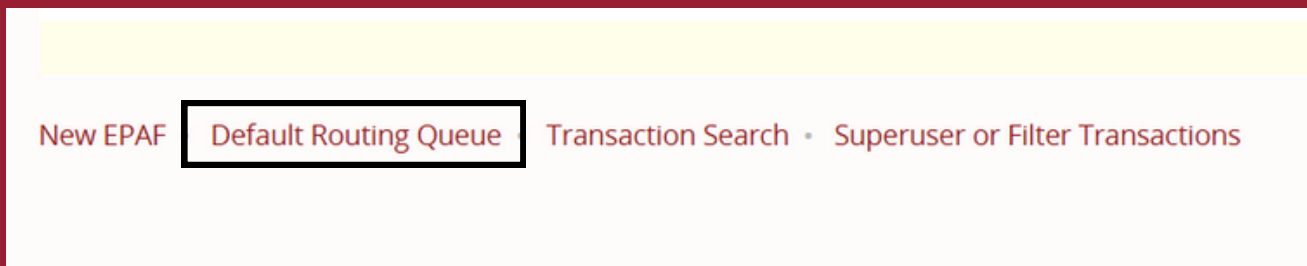 New EPAF Default Routing Queue • Transaction Search • Superuser or Filter Transactions